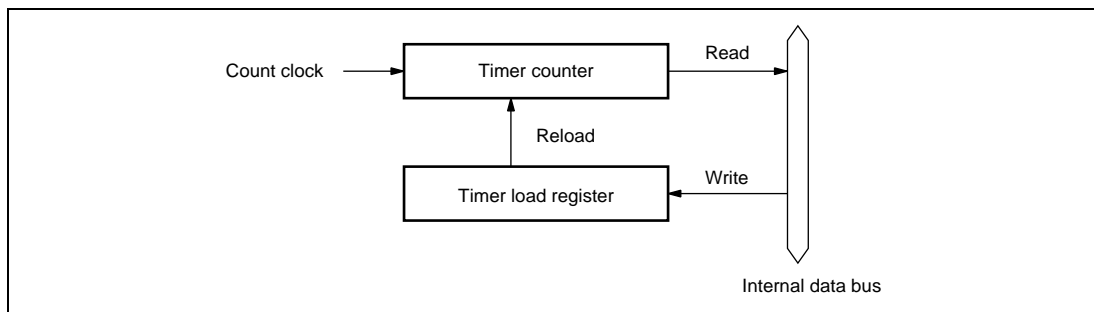 Read
Count clock
Timer counter
Reload
Write
Timer load register
Internal data bus